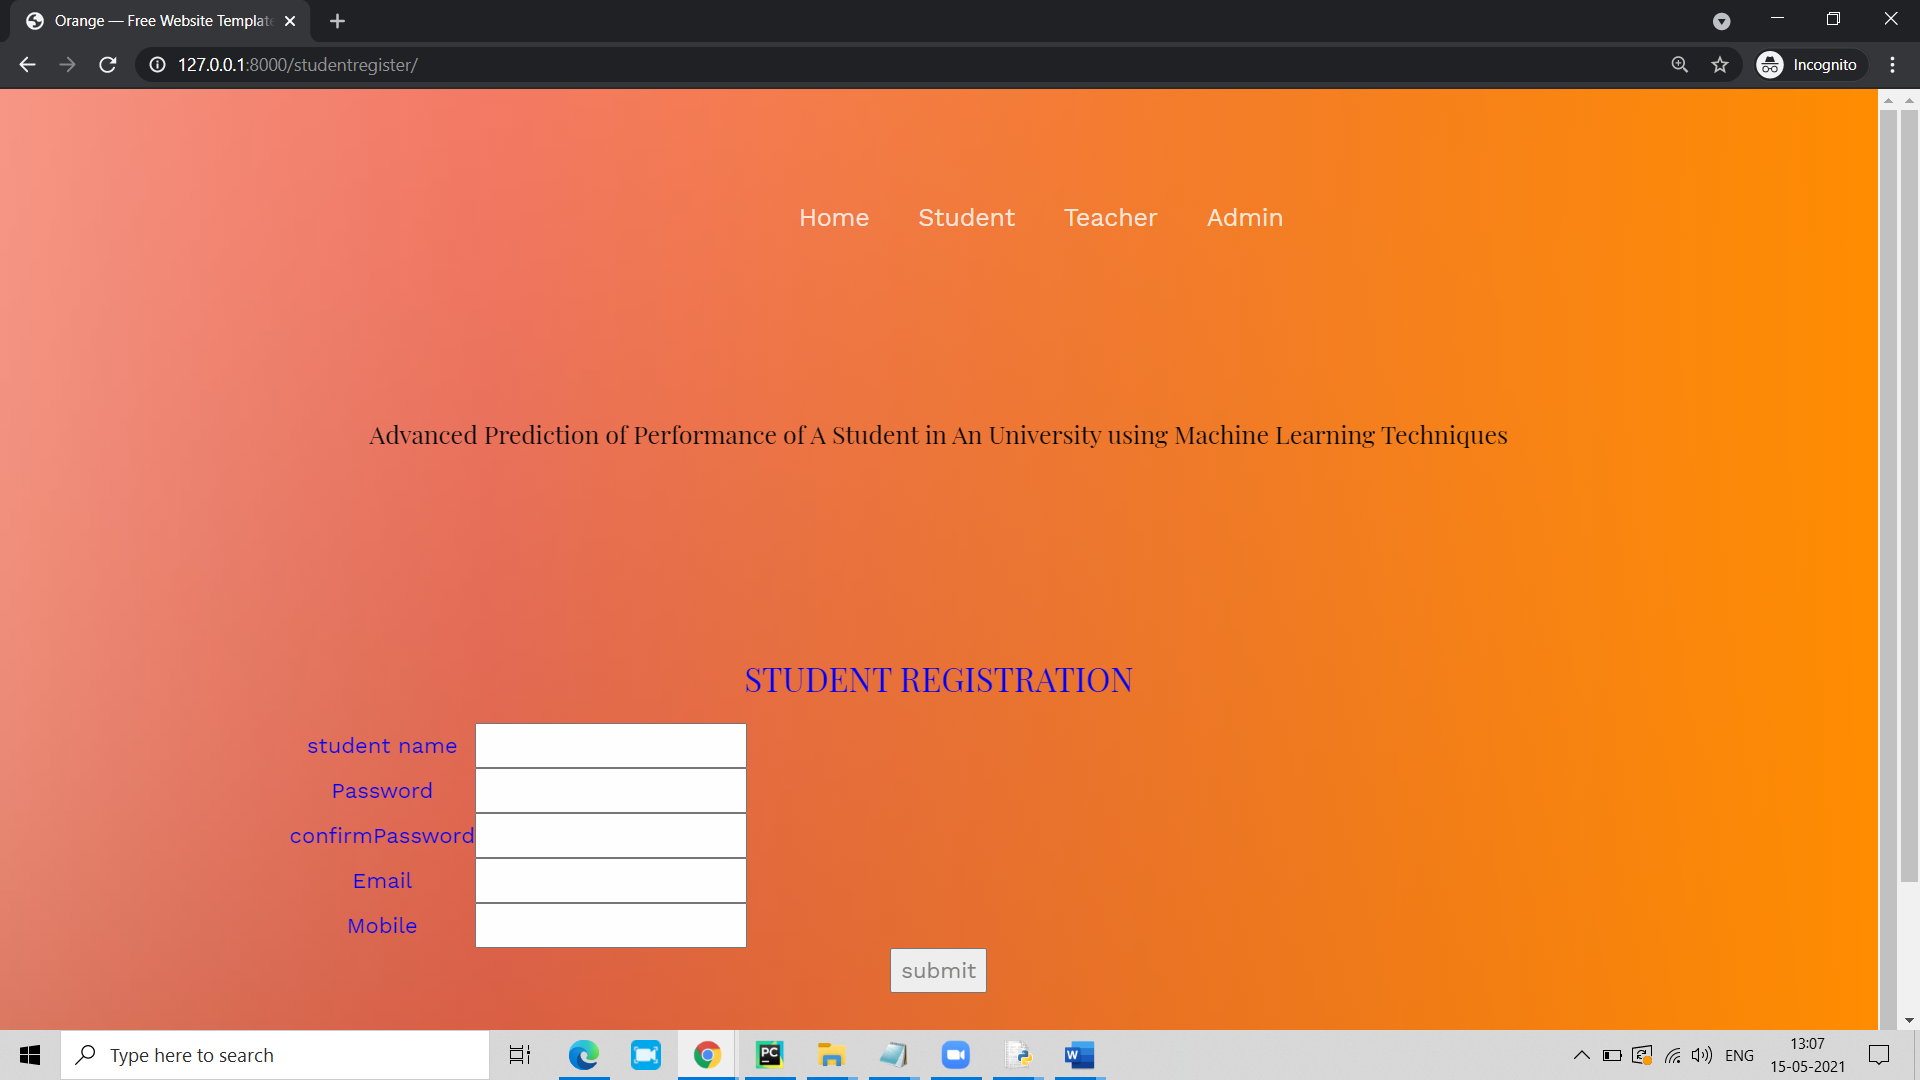 Orange — Free Website Templat
127.0.0.1:8000/studentregister/
Incognito
Home Student Teacher Admin
Advanced Prediction of Performance of A Student in An University using Machine Learning Techniques
STUDENT REGISTRATION
student name
Password
confirmPassword
Email
Mobile
submit
Type here to search
PC
W
ENG
13:07
15-05-2021